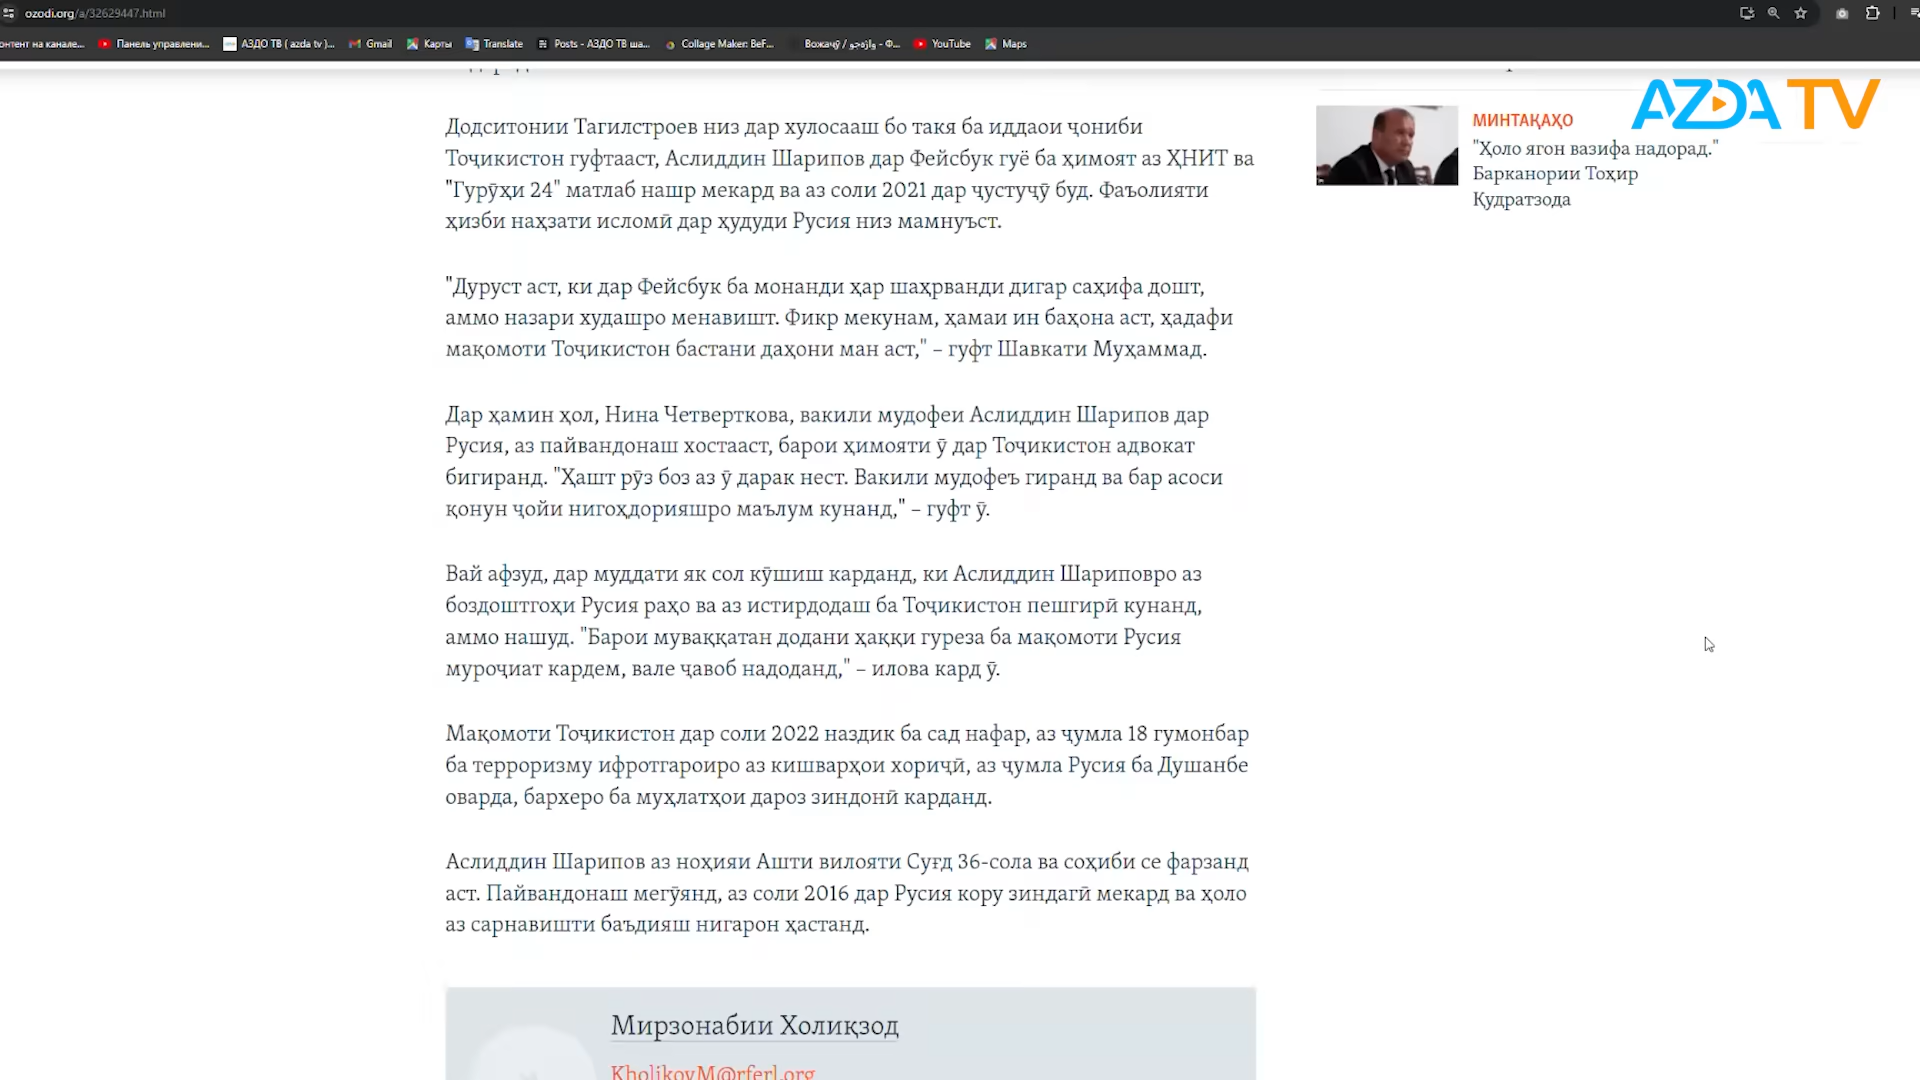 ozodi.org/a/32629447.html
онтент на канале...
Панель управлени...
АЗДО ТВ ( azda tv )...
Gmail
Карты
Translate
Posts - АЗДО ТВ ша...
Collage Maker: BeF...
Вожаҷӯ / واژه‌جو - Ф...
YouTube
Maps
AZDA TV
Додситонии Тагилстроев низ дар хулосааш бо такя ба иддаои ҷониби
Тоҷикистон гуфтааст, Аслиддин Шарипов дар Фейсбук гуё ба ҳимоят аз ҲНИТ ва
"Гурӯҳи 24" матлаб нашр мекард ва аз соли 2021 дар ҷустуҷӯ буд. Фаъолияти
ҳизби наҳзати исломӣ дар ҳудуди Русия низ мамнуъст.
"Дуруст аст, ки дар Фейсбук ба монанди ҳар шаҳрванди дигар саҳифа дошт,
аммо назари худашро менавишт. Фикр мекунам, ҳамаи ин баҳона аст, ҳадафи
мақомоти Тоҷикистон бастани даҳони ман аст," – гуфт Шавкати Муҳаммад.
Дар ҳамин ҳол, Нина Четверткова, вакили мудофеи Аслиддин Шарипов дар
Русия, аз пайвандонаш хостааст, барои ҳимояти ӯ дар Тоҷикистон адвокат
бигиранд. "Ҳашт рӯз боз аз ӯ дарак нест. Вакили мудофеъ гиранд ва бар асоси
қонун ҷойи нигоҳдорияшро маълум кунанд," – гуфт ӯ.
Вай афзуд, дар муддати як сол кӯшиш карданд, ки Аслиддин Шариповро аз
боздоштгоҳи Русия раҳо ва аз истирдодаш ба Тоҷикистон пешгирӣ кунанд,
аммо нашуд. "Барои муваққатан додани ҳаққи гуреза ба мақомоти Русия
муроҷиат кардем, вале ҷавоб надоданд," – илова кард ӯ.
Мақомоти Тоҷикистон дар соли 2022 наздик ба сад нафар, аз ҷумла 18 гумонбар
ба терроризму ифротгароиро аз кишварҳои хориҷӣ, аз ҷумла Русия ба Душанбе
оварда, бархеро ба муҳлатҳои дароз зиндонӣ карданд.
Аслиддин Шарипов аз ноҳияи Ашти вилояти Суғд 36-сола ва соҳиби се фарзанд
аст. Пайвандонаш мегӯянд, аз соли 2016 дар Русия кору зиндагӣ мекард ва ҳоло
аз сарнавишти баъдияш нигарон ҳастанд.
Мирзонабии Холиқзод
KholikovM@rferl.org
МИНТАҚАҲО
"Ҳоло ягон вазифа надорад."
Барканории Тоҳир
Қудратзода